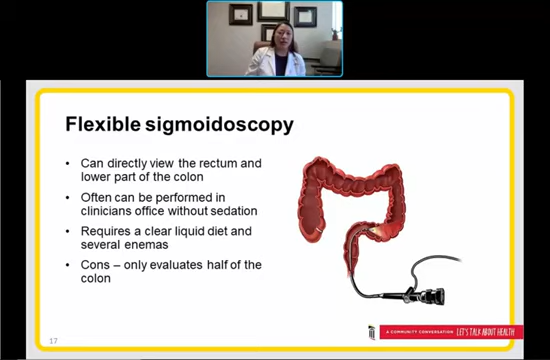 Flexible sigmoidoscopy
• Can directly view the rectum and
lower part of the colon
• Often can be performed in
clinicians office without sedation
• Requires a clear liquid diet and
several enemas
• Cons – only evaluates half of the
colon
17
A COMMUNITY CONVERSATION LET'S TALK ABOUT HEALTH